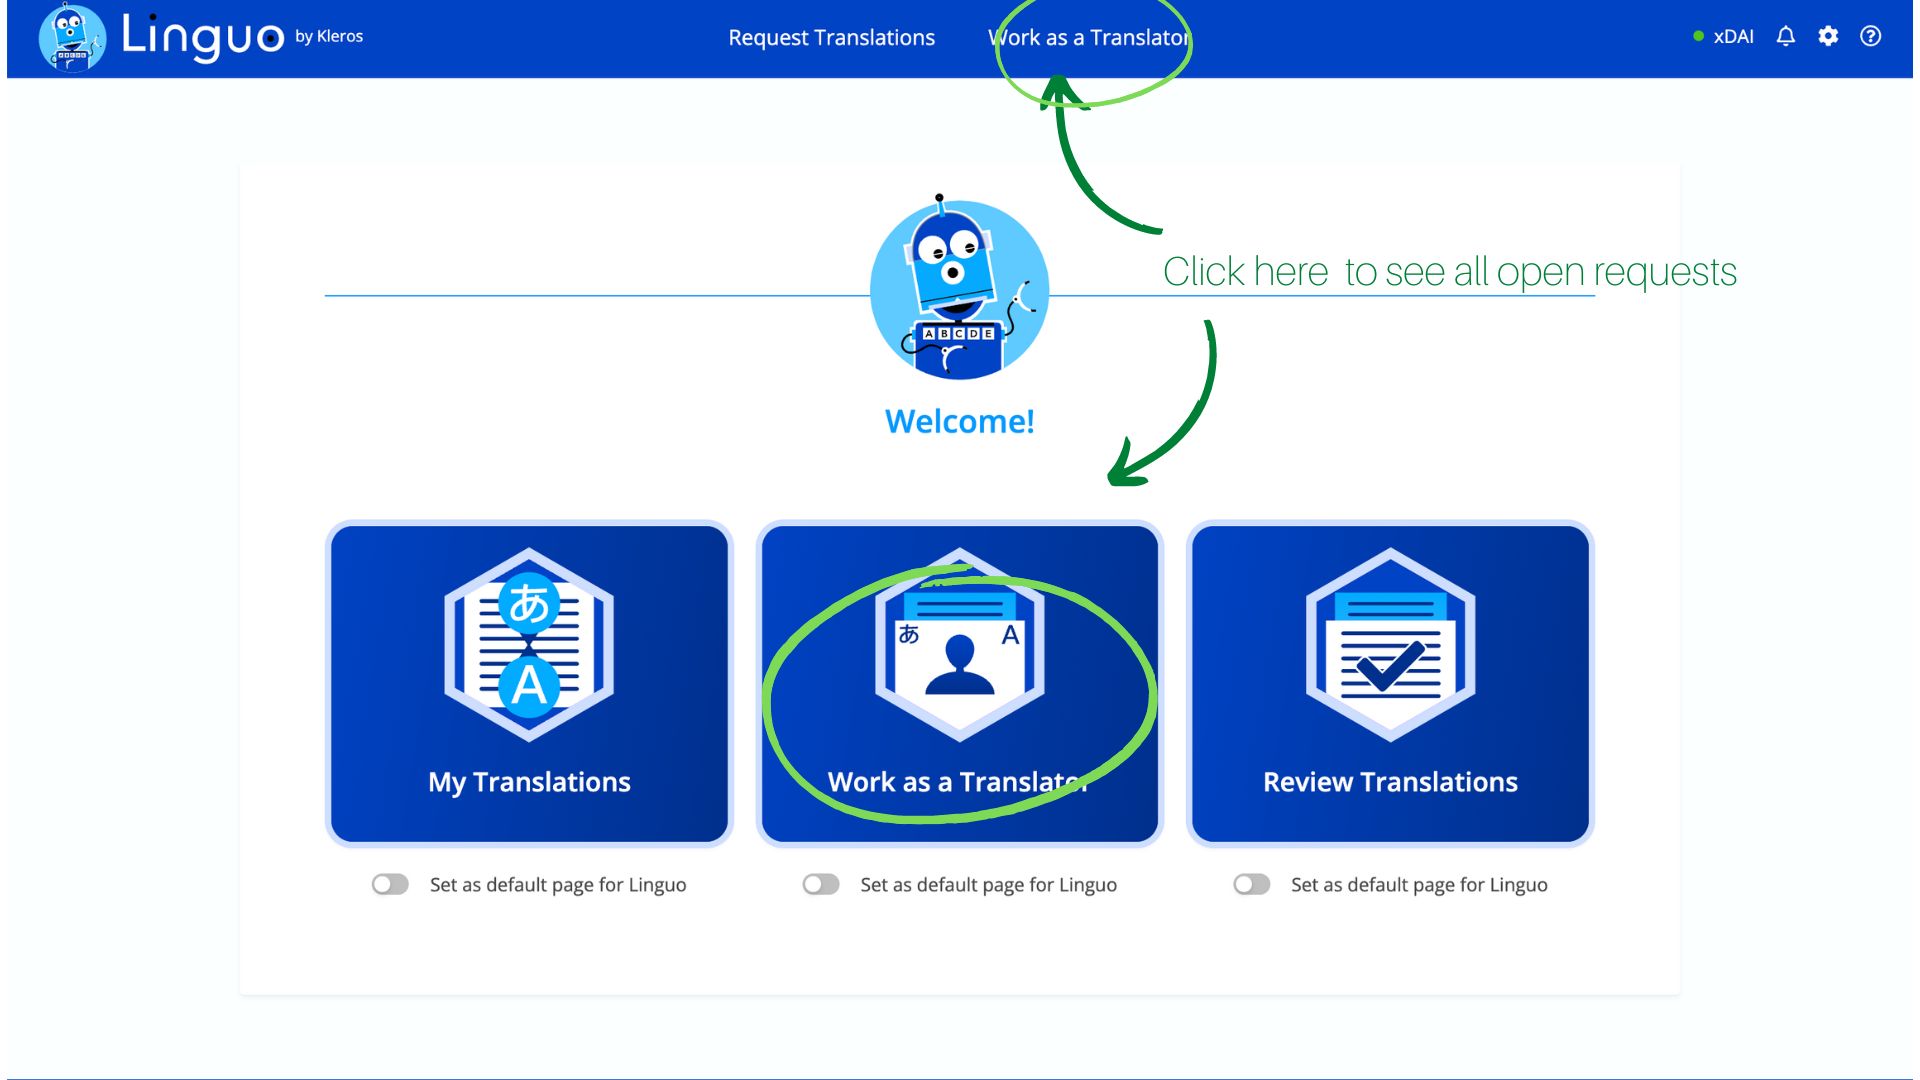 Linguo by Kleros
Request Translations
Work as a Translator
xDAI
Click here to see all open requests
A B C D E
Welcome!
あ
A
あ A
My Translations
Work as a Translator
Review Translations
Set as default page for Linguo
Set as default page for Linguo
Set as default page for Linguo